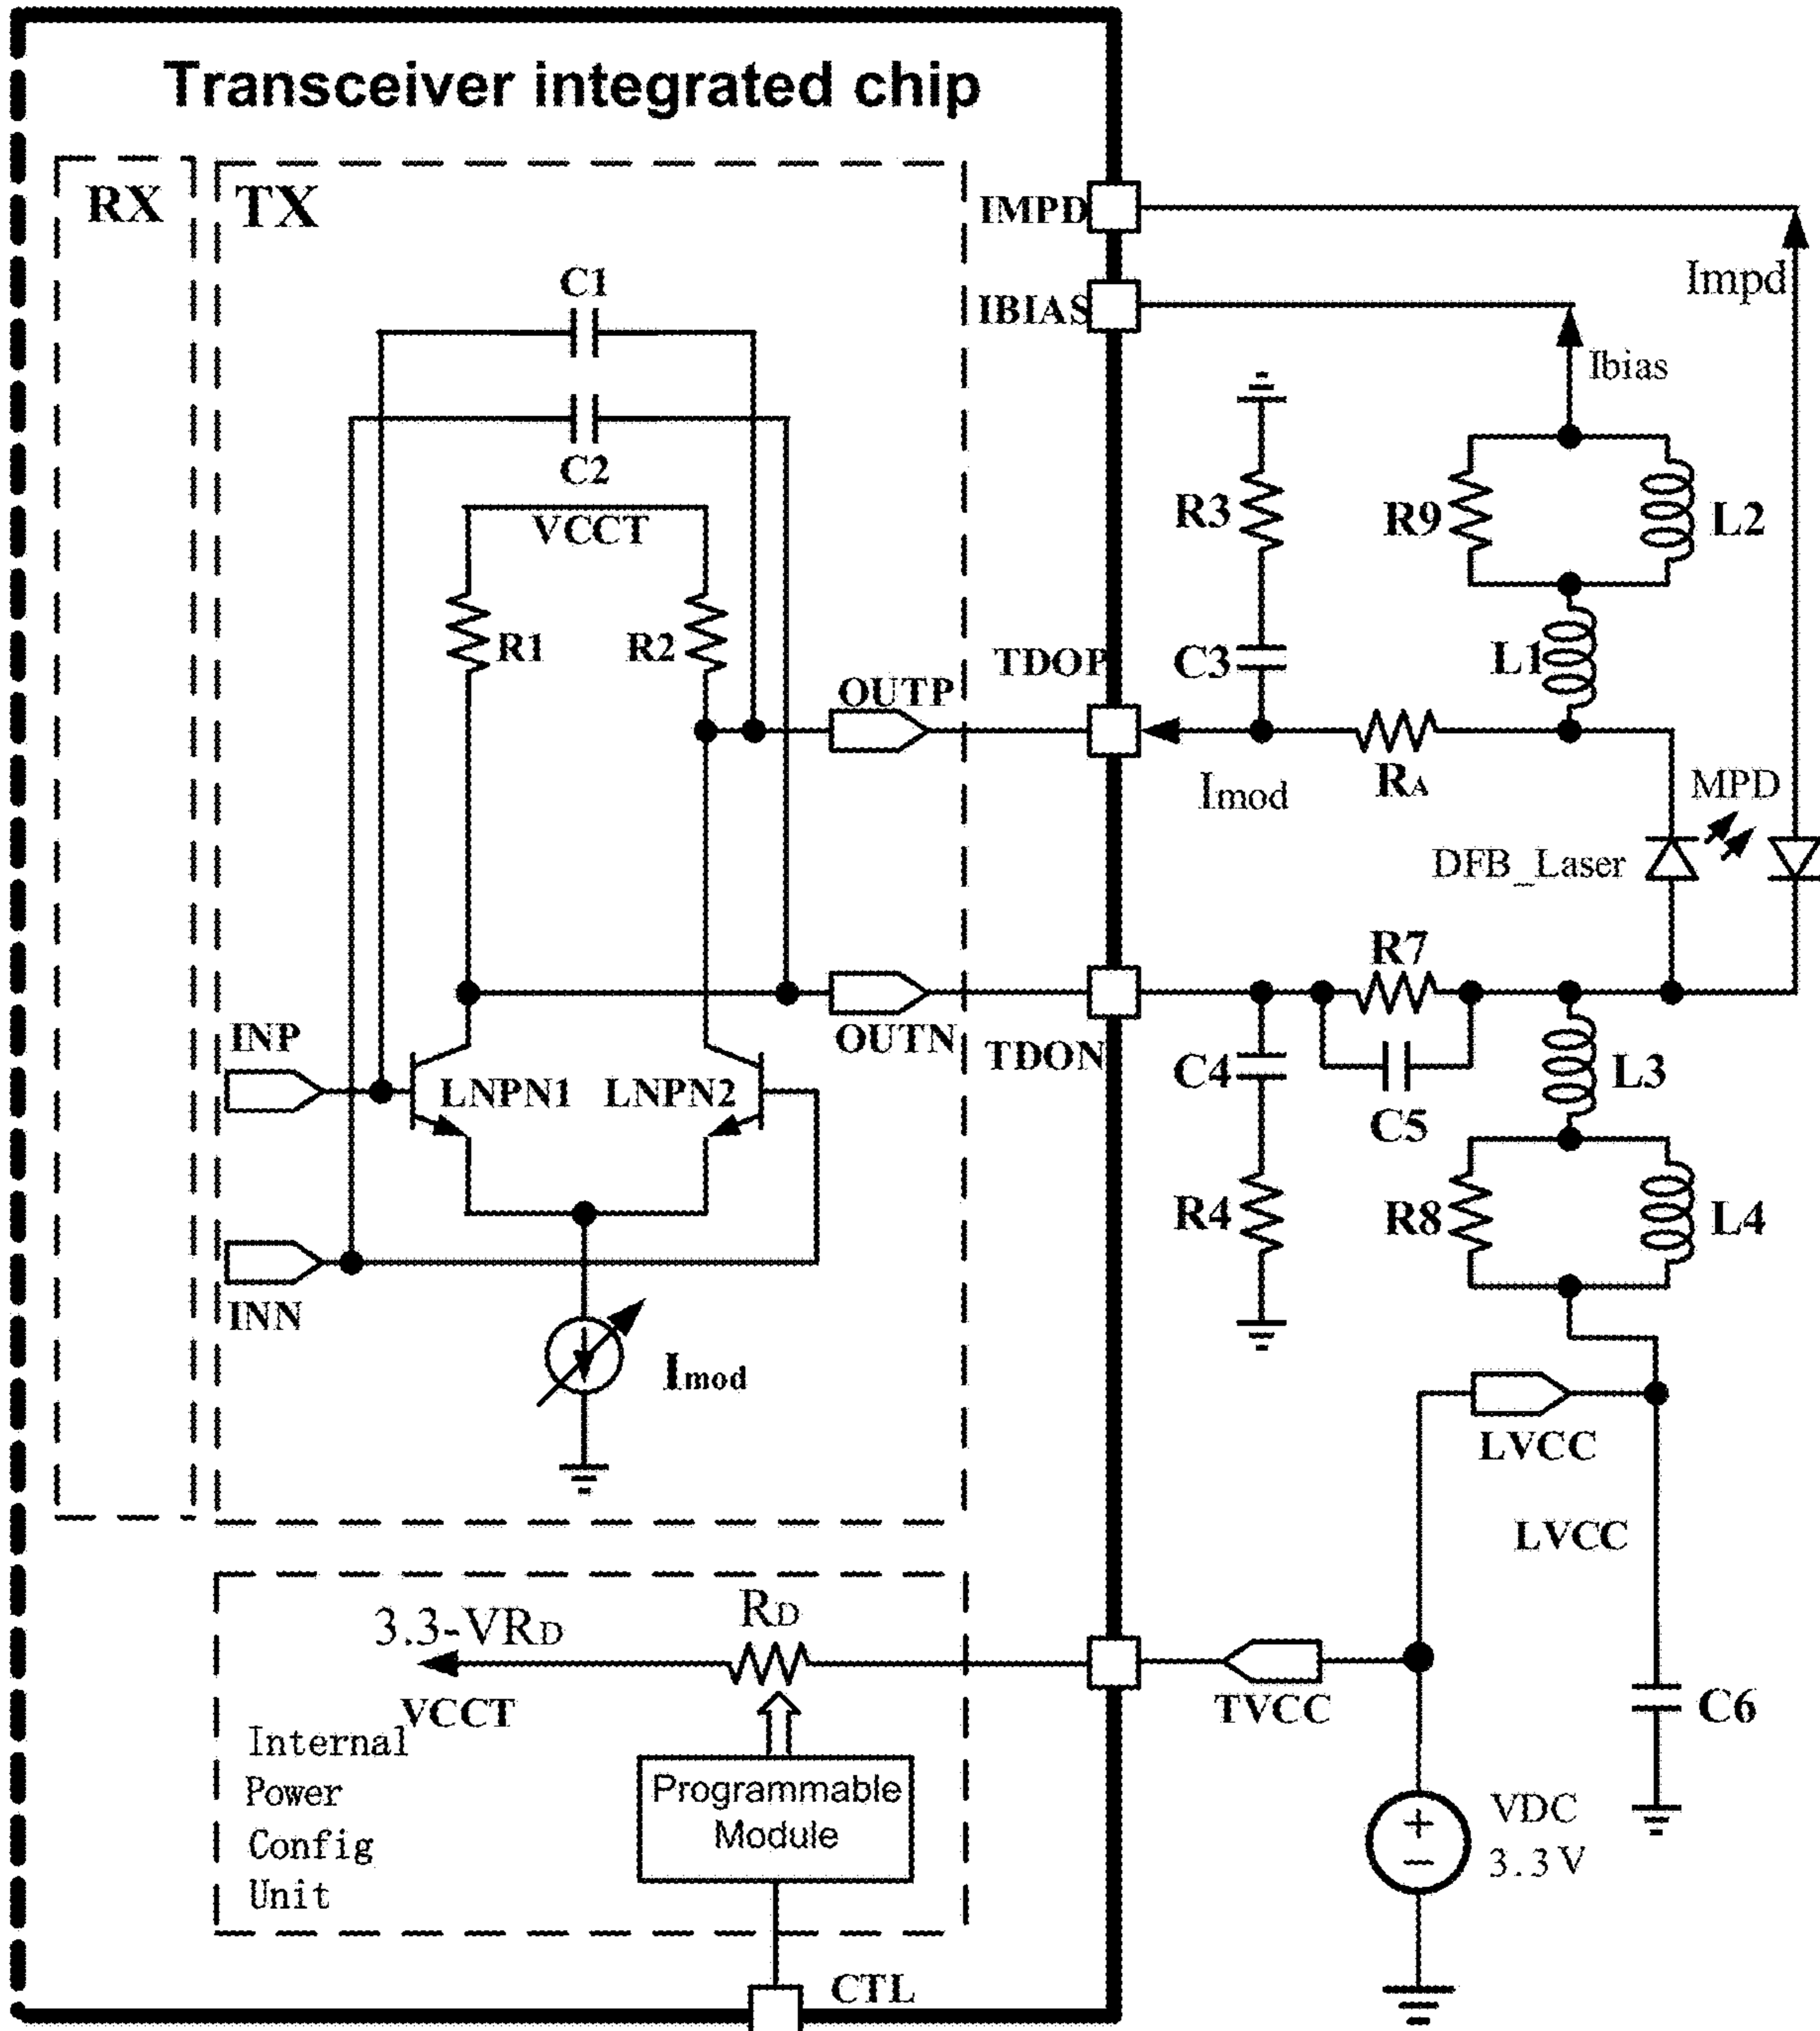 Transceiver integrated chip
RX
TX
IMPD
Impd
IBIAS
Ibias
C1
C2
VCCT
R1
R2
R3
R9
L2
C3
L1
TDOP
OUTP
Imod
RA
MPD
DFB_Laser
R7
INP
OUTN
TDON
LNPN1
LNPN2
C4
C5
L3
R4
R8
L4
INN
Imod
LVCC
LVCC
3.3-VRD
RD
VCCT
TVCC
C6
Internal
Power
Config
Unit
Programmable
Module
VDC
3.3V
CTL